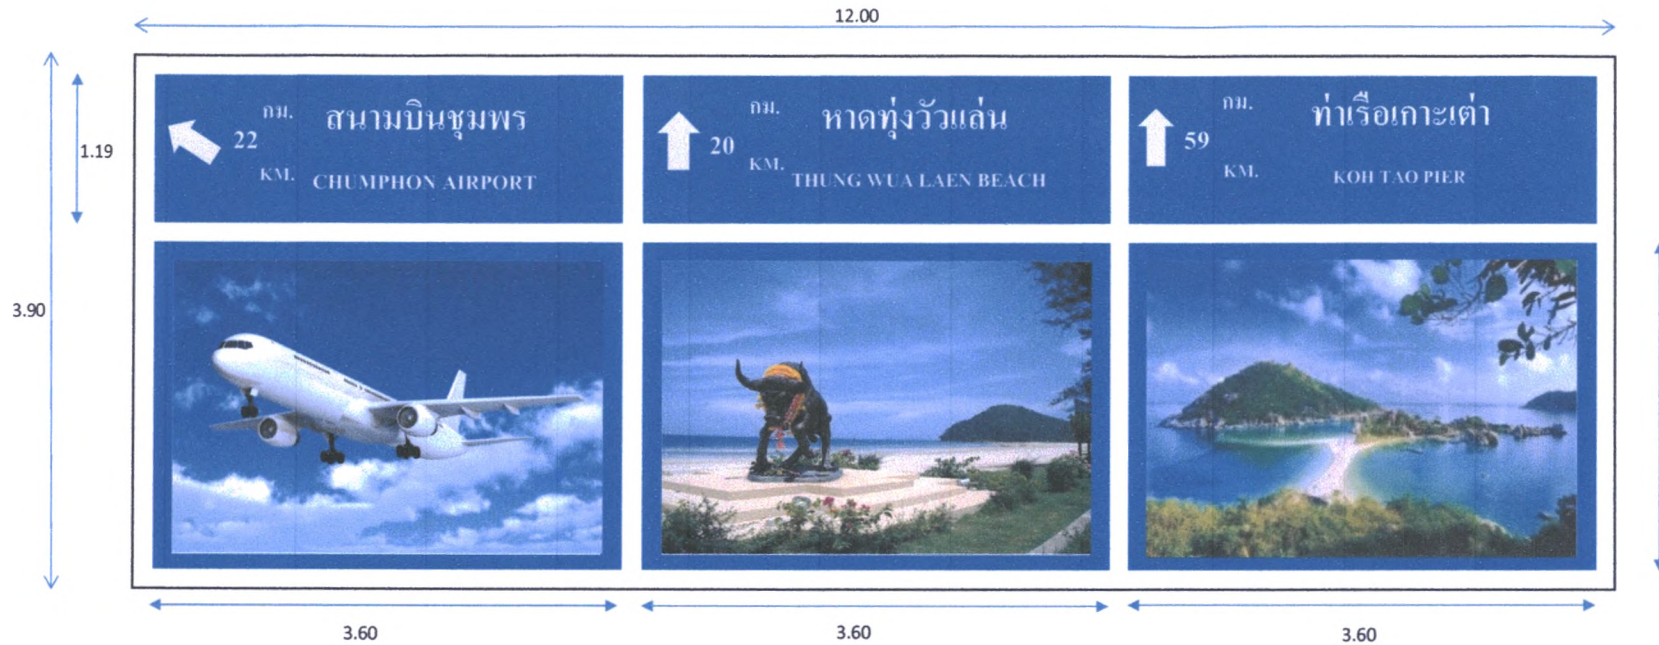 12.00
กม.
22
KM.
สนามบินชุมพร
CHUMPHON AIRPORT
กม.
20
KM.
หาดทุ่งวัวแล่น
THUNG WUA LAEN BEACH
กม.
59
KM.
ท่าเรือเกาะเต่า
KOH TAO PIER
1.19
3.90
3.60
3.60
3.60